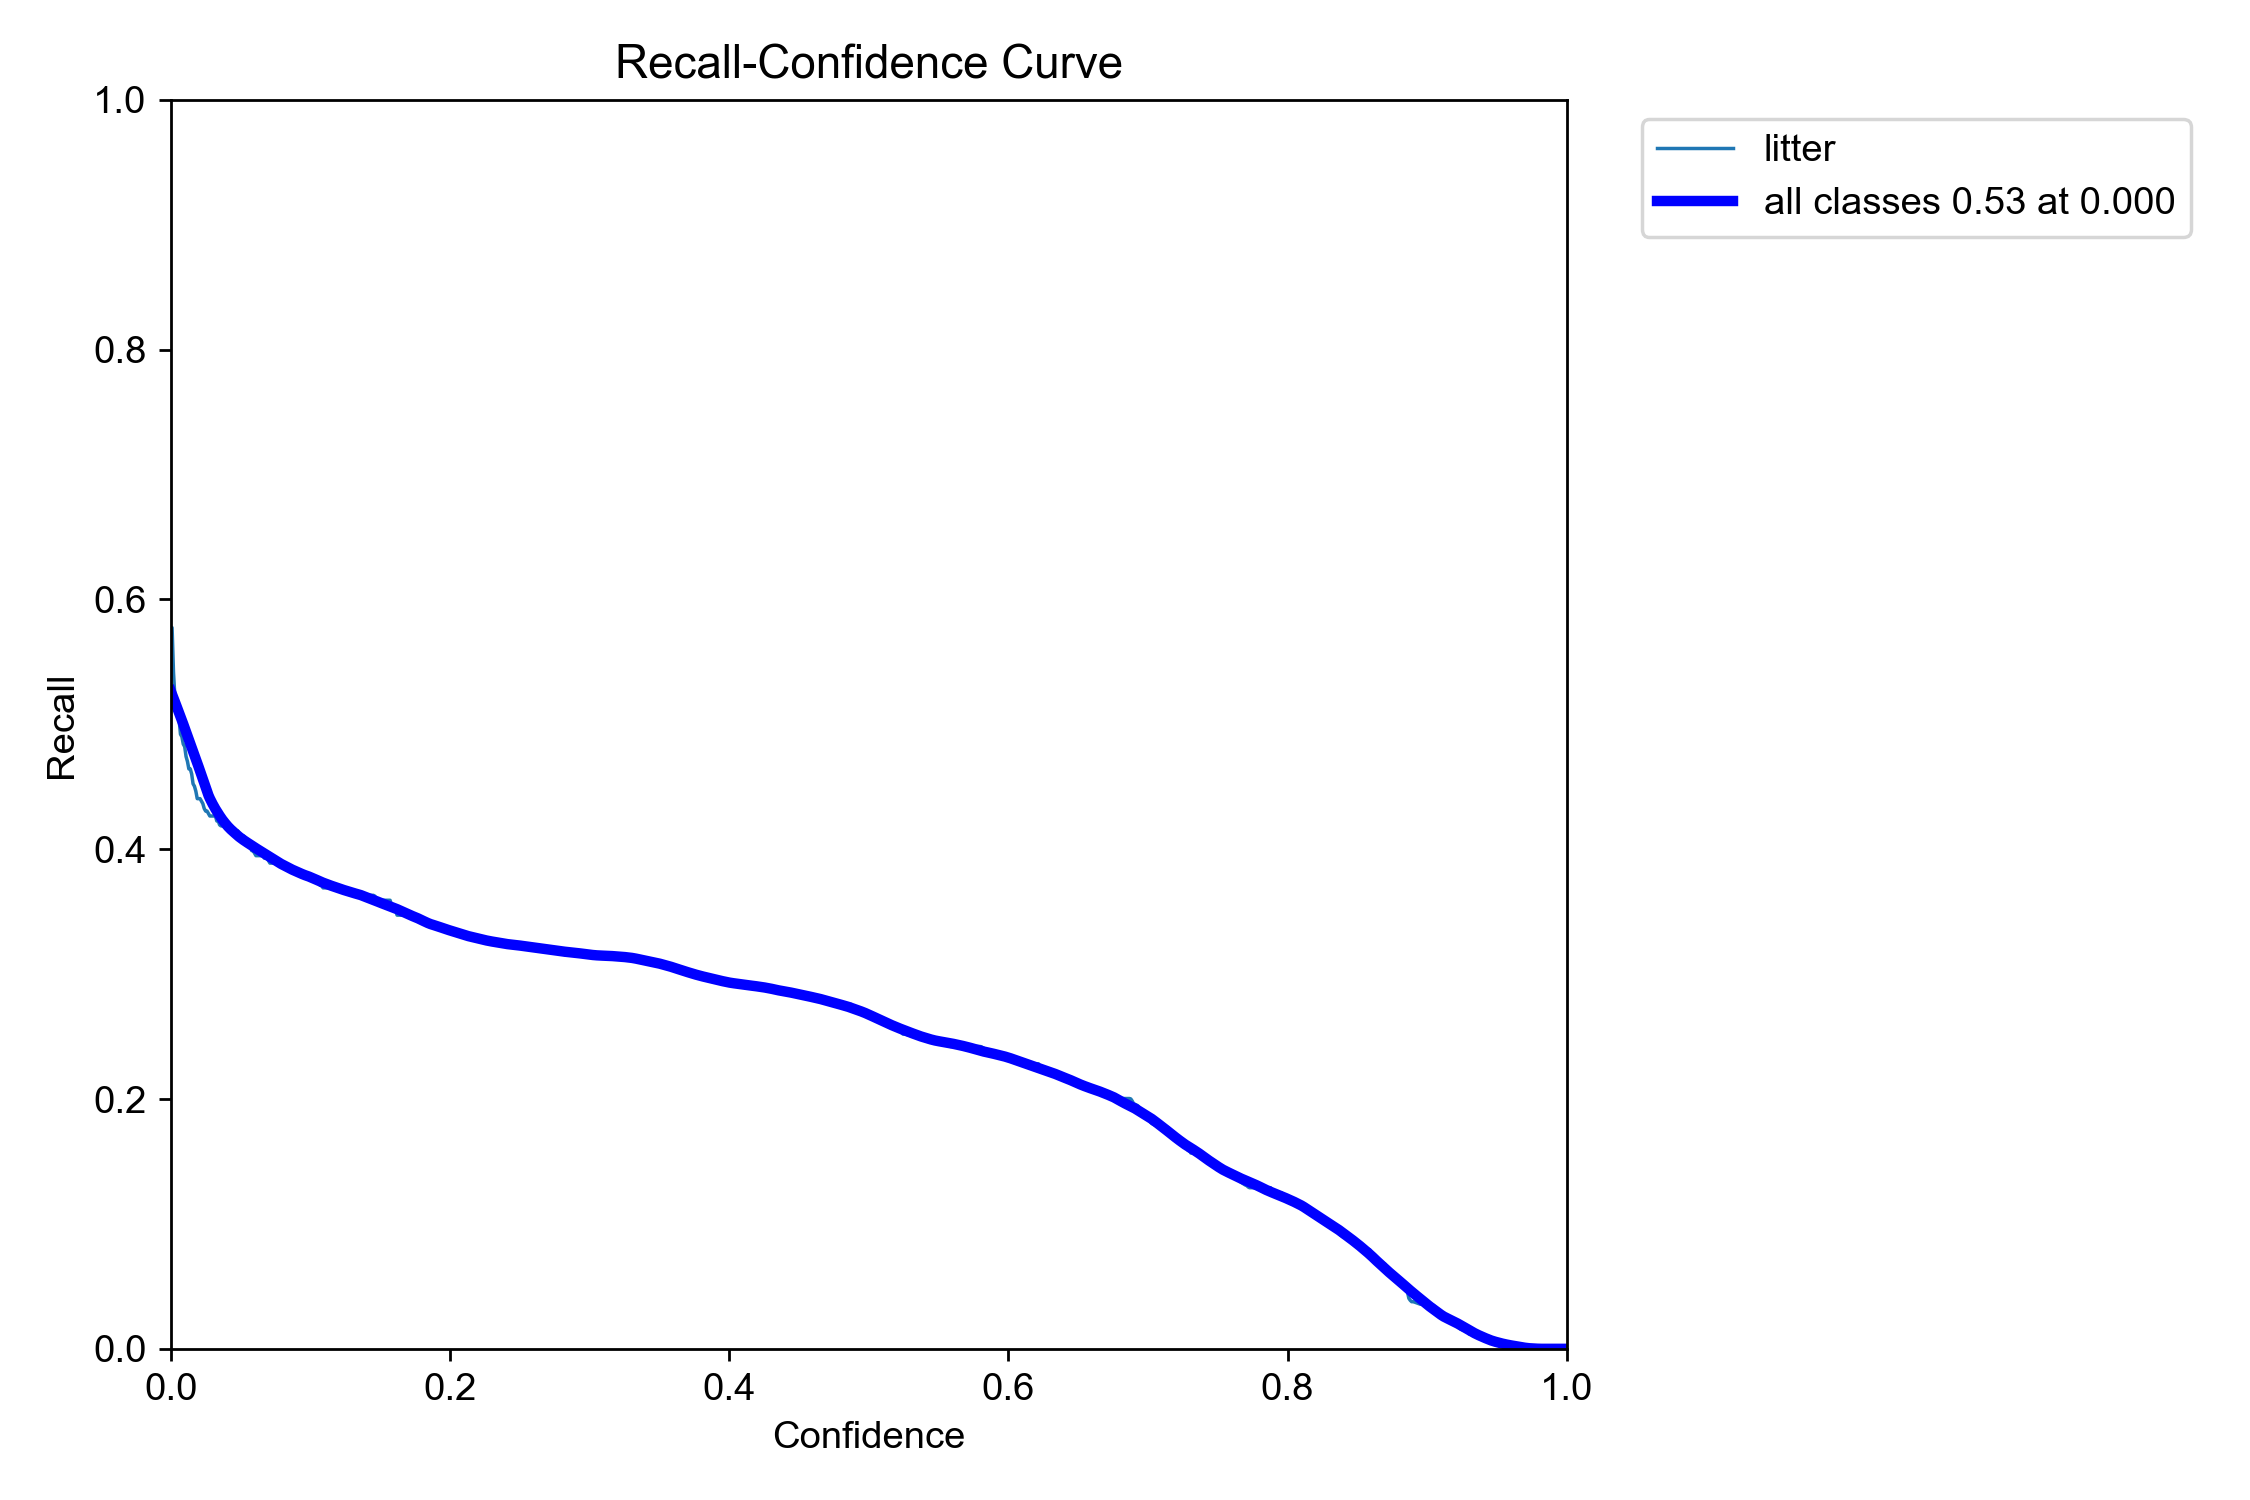 Recall-Confidence Curve
1.0
0.8
0.6
0.4
0.2
0.0
Recall
0.0 0.2 0.4 0.6 0.8 1.0
Confidence
litter
all classes 0.53 at 0.000